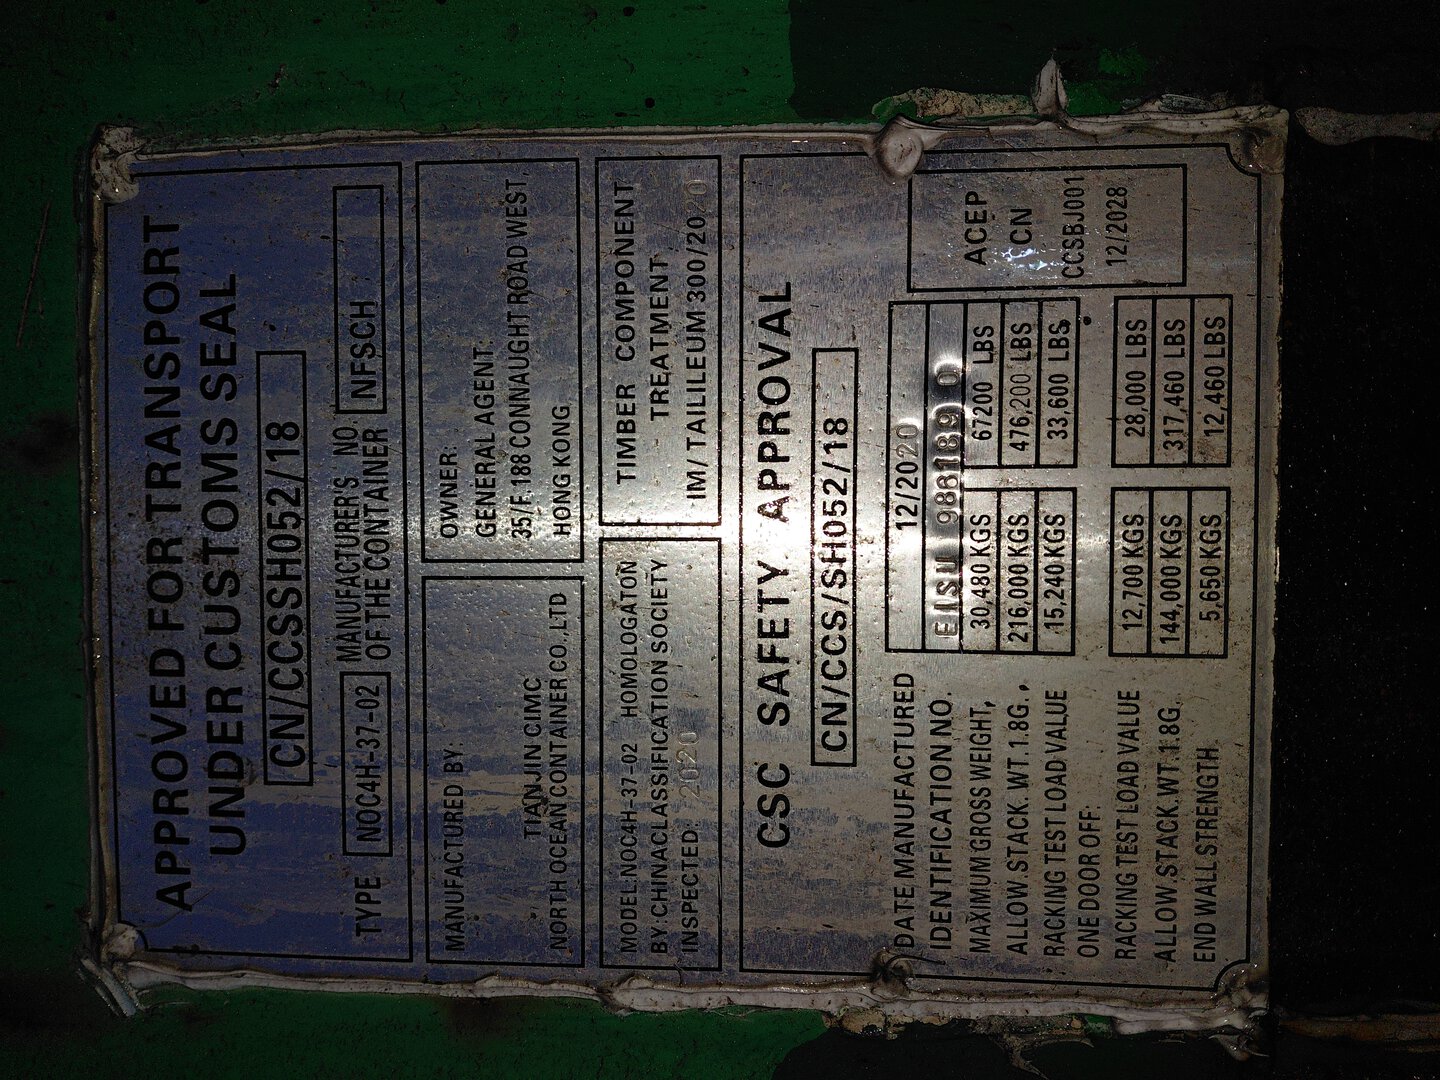 APPROVED FOR TRANSPORT
UNDER CUSTOMS SEAL
CN/CCSSH052/18
TYPE NOC4H-37-02 MANUFACTURER'S NO. OF THE CONTAINER NFSCH
MANUFACTURED BY:
TIANJIN CIMC
NORTH OCEAN CONTAINER CO.,LTD
OWNER:
GENERAL AGENT:
35/F, 188 CONNAUGHT ROAD WEST,
HONG KONG
MODEL:NOC4H-37-02 HOMOLOGATON
BY:CHINACLASSIFICATION SOCIETY
INSPECTED: 2020
TIMBER COMPONENT
TREATMENT
IM/ TAILILEUM 300/2020
CSC SAFETY APPROVAL
CN/CCS/SH052/18
DATE MANUFACTURED 12/2020
IDENTIFICATION NO. EISU 986189 0
MAXIMUM GROSS WEIGHT, 30,480 KGS 67200 LBS
ALLOW STACK. WT. 1.8G, 216,000 KGS 476,200 LBS
RACKING TEST LOAD VALUE 15,240 KGS 33,600 LBS
ONE DOOR OFF:
RACKING TEST LOAD VALUE 12,700 KGS 28,000 LBS
ALLOW STACK.WT.1.8G, 144,000 KGS 317,460 LBS
END WALL STRENGTH. 5,650 KGS 12,460 LBS
ACEP
CN
CCSBJ001
12/2028